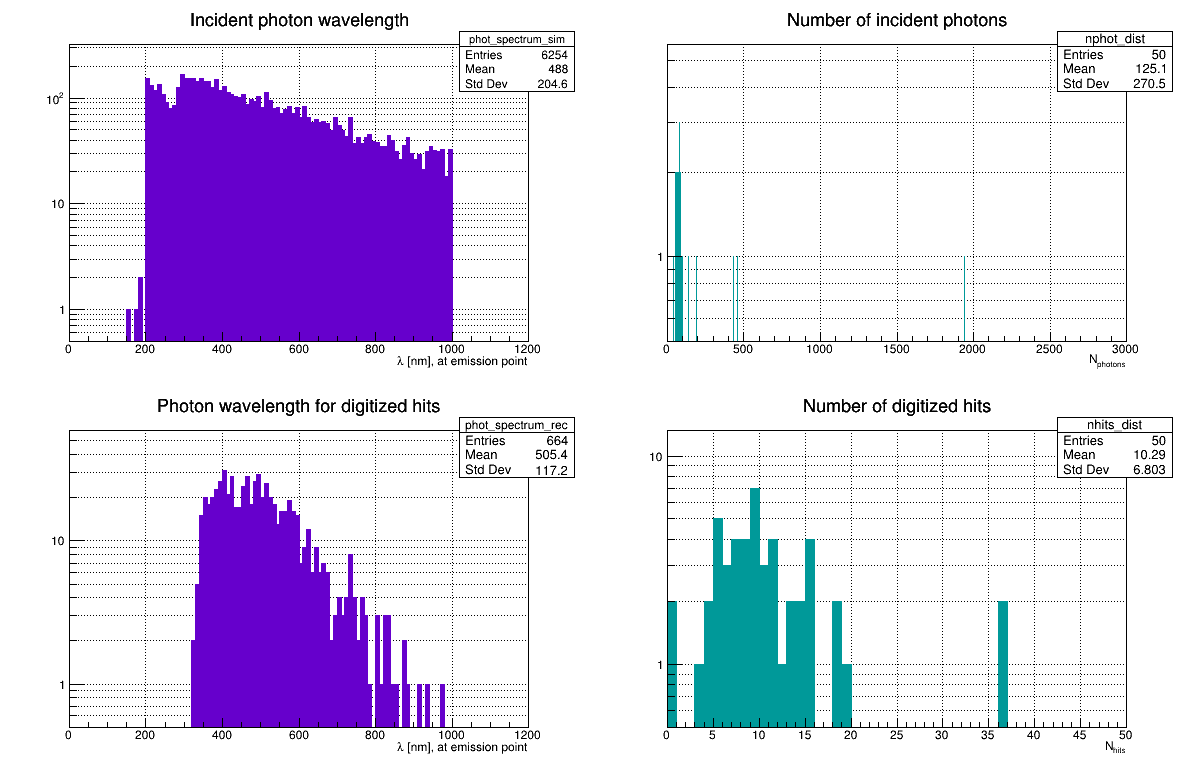 Incident photon wavelength
phot_spectrum_sim
Entries 6254
Mean 488
Std Dev 204.6
10²
10
1
0 200 400 600 800 1000 1200
λ [nm], at emission point
Number of incident photons
nphot_dist
Entries 50
Mean 125.1
Std Dev 270.5
1
0 500 1000 1500 2000 2500 3000
Nphotons
Photon wavelength for digitized hits
phot_spectrum_rec
Entries 664
Mean 505.4
Std Dev 117.2
10
1
0 200 400 600 800 1000 1200
λ [nm], at emission point
Number of digitized hits
nhits_dist
Entries 50
Mean 10.29
Std Dev 6.803
10
1
0 5 10 15 20 25 30 35 40 45 50
Nhits